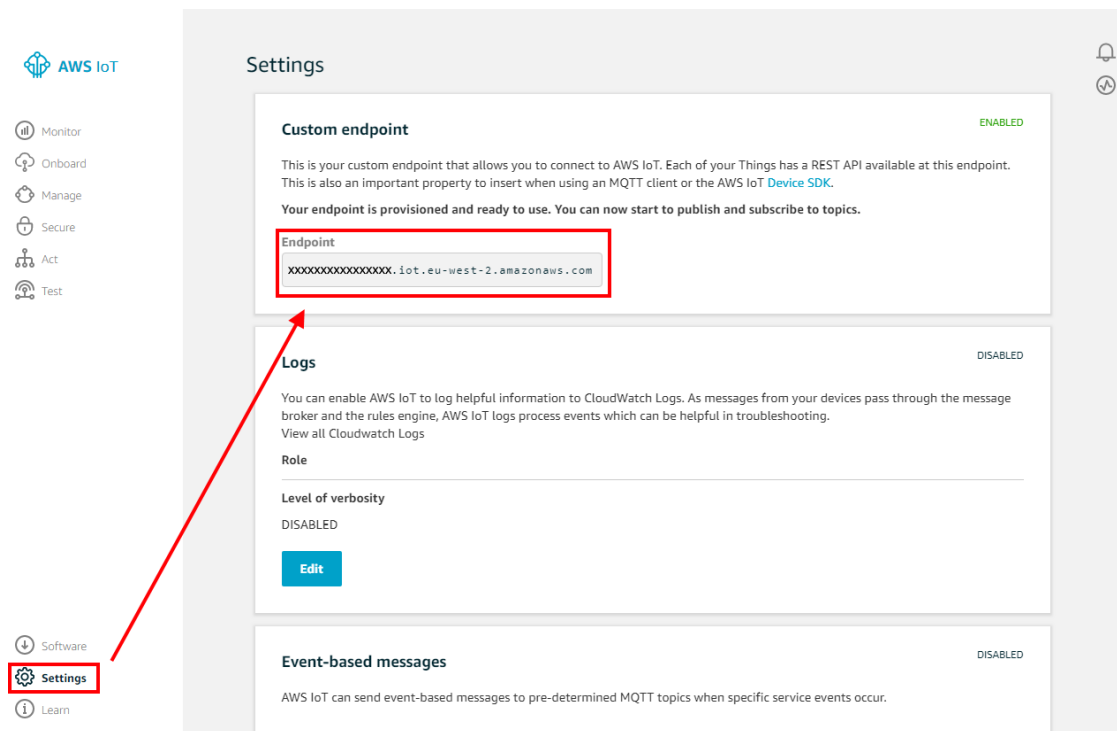 AWS IoT
Monitor
Onboard
Manage
Secure
Act
Test
Software
Settings
Learn
Settings
Custom endpoint
ENABLED
This is your custom endpoint that allows you to connect to AWS IoT. Each of your Things has a REST API available at this endpoint.
This is also an important property to insert when using an MQTT client or the AWS IoT Device SDK.
Your endpoint is provisioned and ready to use. You can now start to publish and subscribe to topics.
Endpoint
XXXXXXXXXXXXXXXX.iot.eu-west-2.amazonaws.com
Logs
DISABLED
You can enable AWS IoT to log helpful information to CloudWatch Logs. As messages from your devices pass through the message
broker and the rules engine, AWS IoT logs process events which can be helpful in troubleshooting.
View all Cloudwatch Logs
Role
Level of verbosity
DISABLED
Edit
Event-based messages
DISABLED
AWS IoT can send event-based messages to pre-determined MQTT topics when specific service events occur.